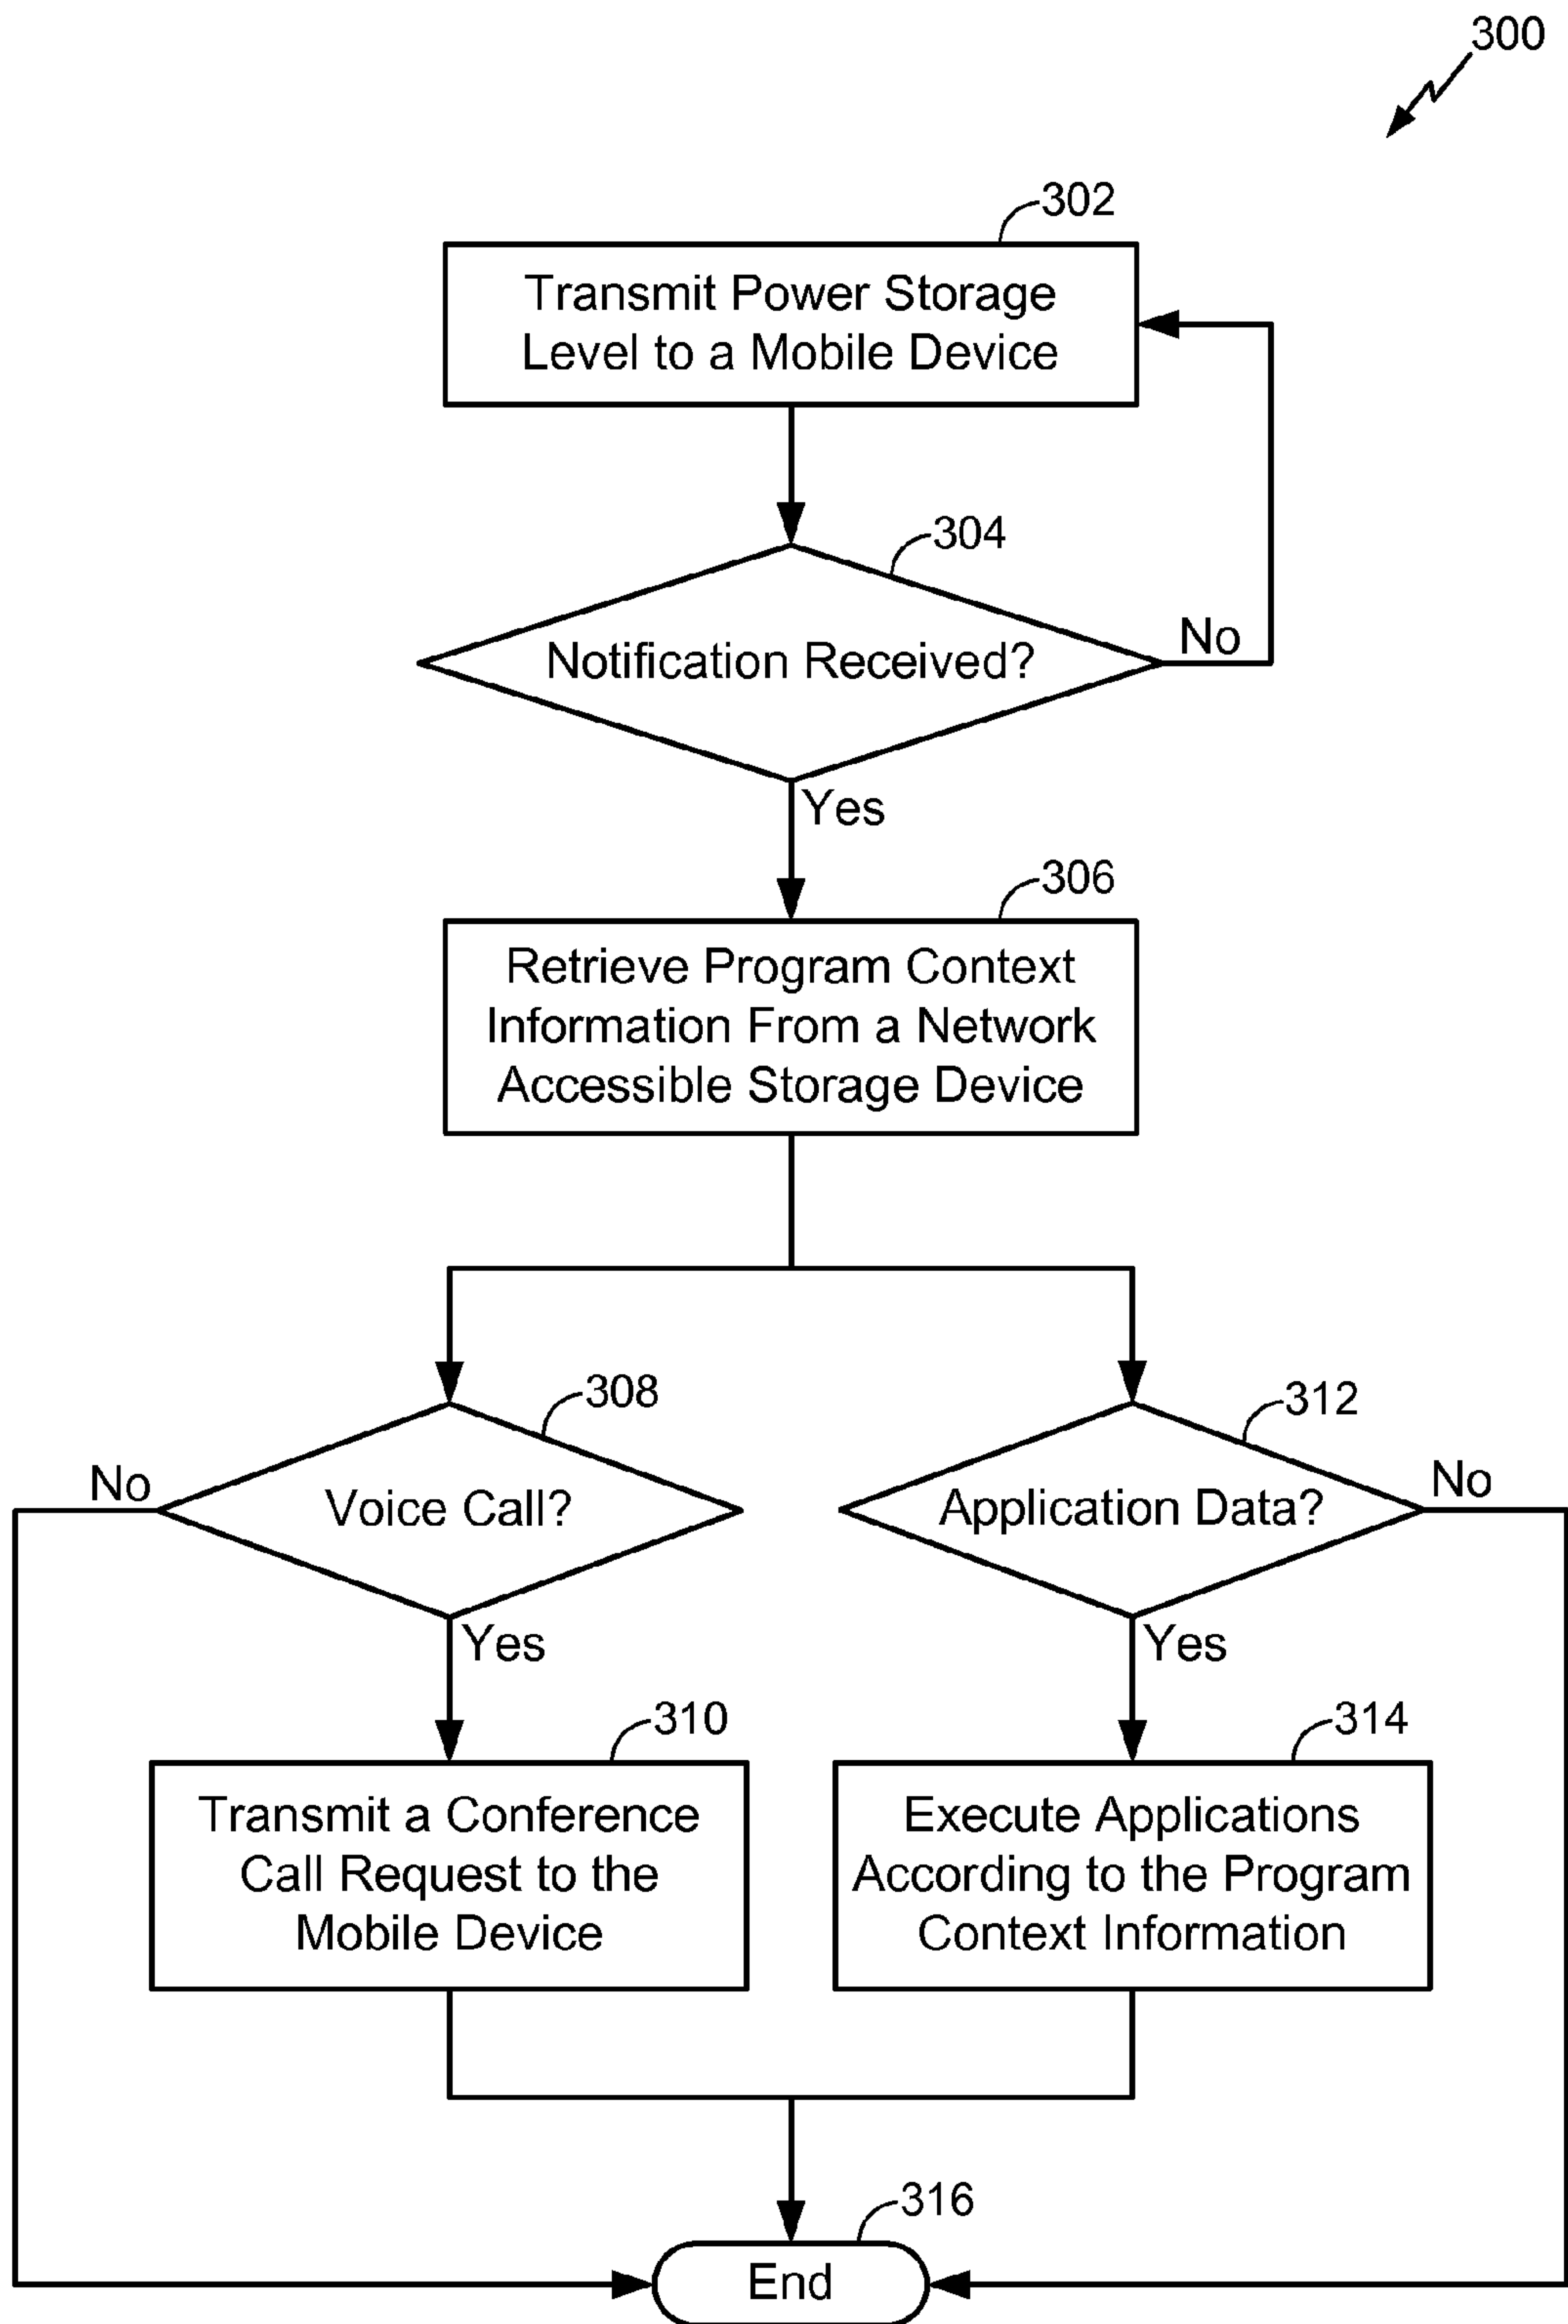 300
302
Transmit Power Storage
Level to a Mobile Device
304
Notification Received?
No
Yes
306
Retrieve Program Context
Information From a Network
Accessible Storage Device
308
312
No
Voice Call?
Application Data?
No
Yes
Yes
310
314
Transmit a Conference
Call Request to the
Mobile Device
Execute Applications
According to the Program
Context Information
316
End